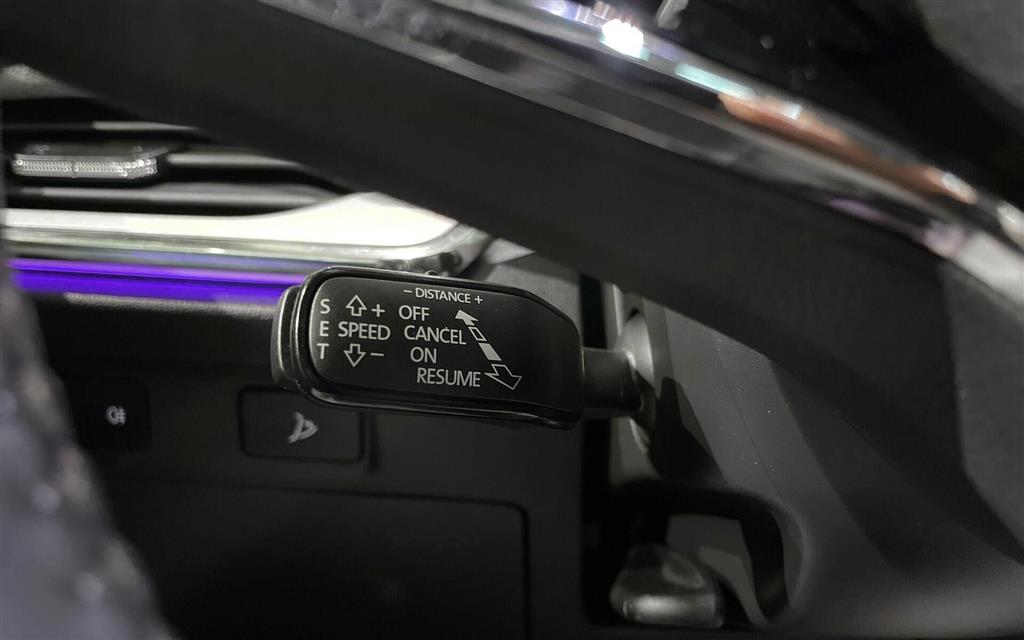 - DISTANCE +
S + OFF
E SPEED CANCEL
T - ON
RESUME